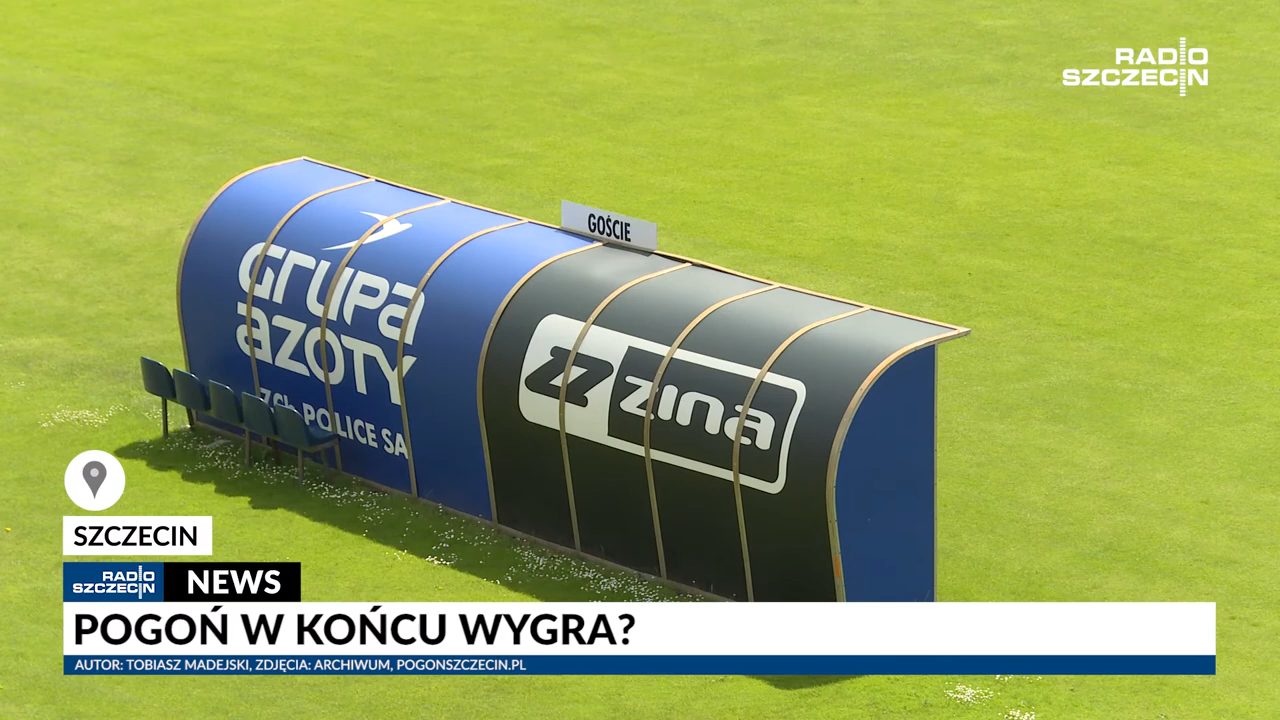 RADIO
SZCZECIN
GOŚCIE
GRUPA
AZOTY
POLICE SA
ZZ zina
SZCZECIN
RADIO
SZCZECIN
NEWS
POGOŃ W KOŃCU WYGRA?
AUTOR: TOBIASZ MADEJSKI, ZDJĘCIA: ARCHIWUM, POGONSZCZECIN.PL